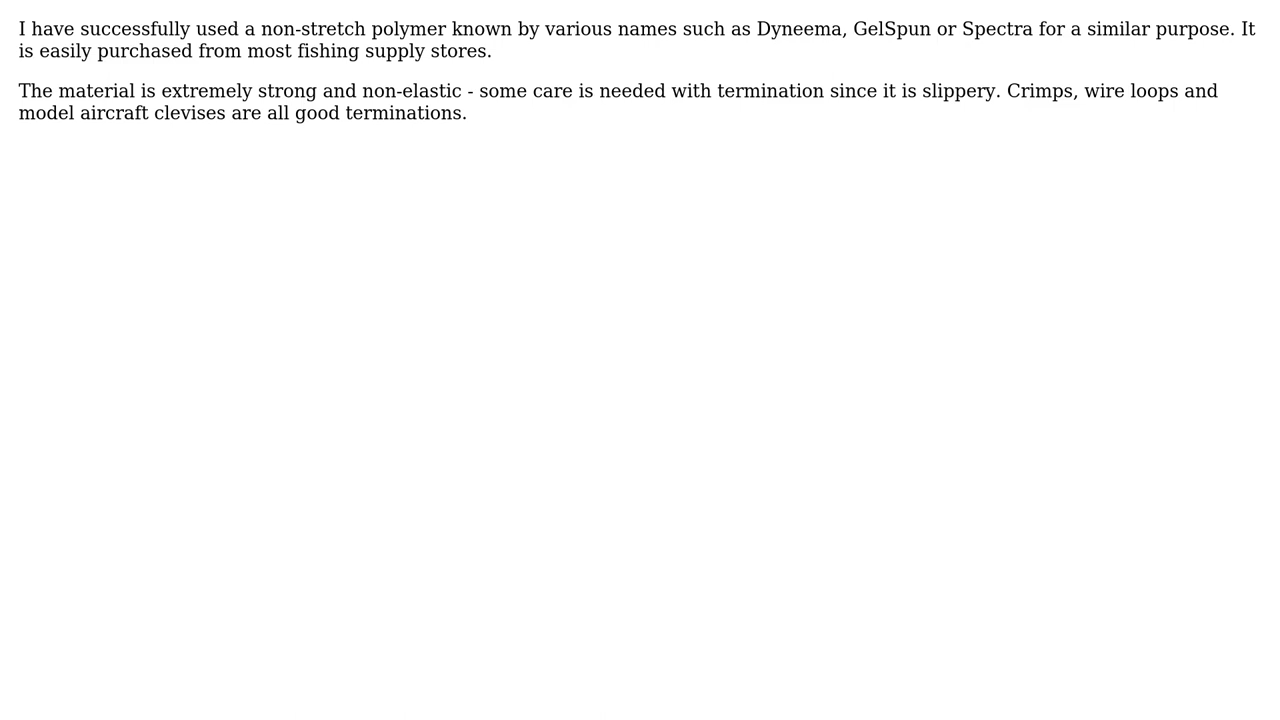 I have successfully used a non-stretch polymer known by various names such as Dyneema, GelSpun or Spectra for a similar purpose. It
is easily purchased from most fishing supply stores.
The material is extremely strong and non-elastic - some care is needed with termination since it is slippery. Crimps, wire loops and
model aircraft clevises are all good terminations.